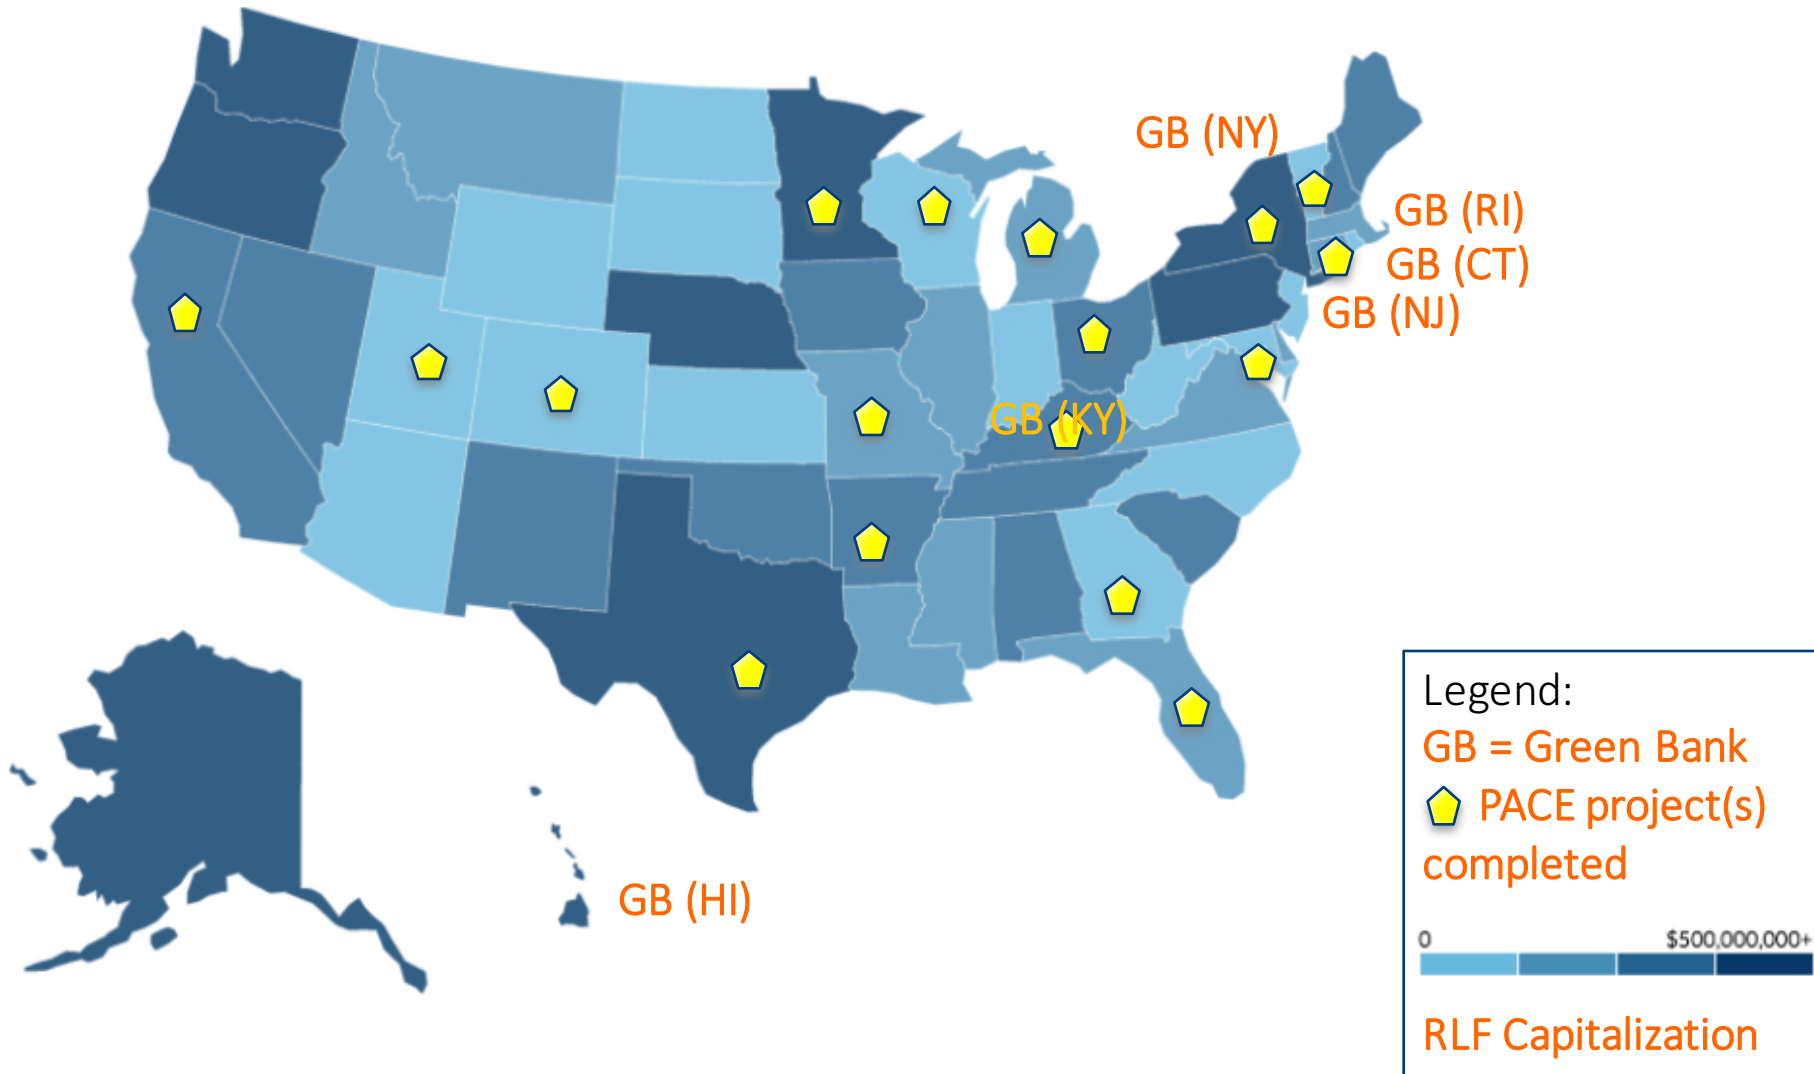 GB (NY)
GB (RI)
GB (CT)
GB (NJ)
GB (KY)
GB (HI)
Legend:
GB = Green Bank
PACE project(s)
completed
0 $500,000,000+
RLF Capitalization